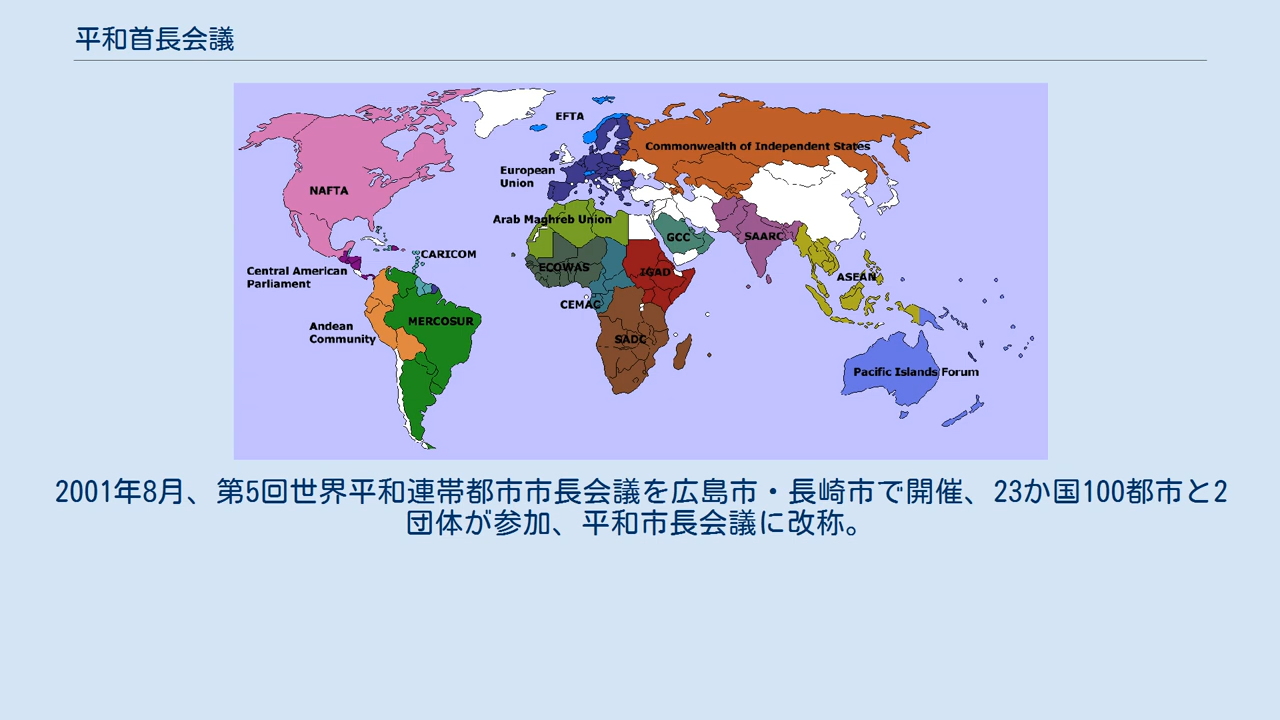 平和首長会議
EFTA
Commonwealth of Independent States
European
Union
NAFTA
Arab Maghreb Union
GCC
SAARC
CARICOM
ECOWAS
IGAD
Central American
Parliament
ASEAN
CEMAC
MERCOSUR
Andean
Community
SADC
Pacific Islands Forum
2001年8月、第5回世界平和連帯都市市長会議を広島市・長崎市で開催、23か国100都市と2
団体が参加、平和市長会議に改称。